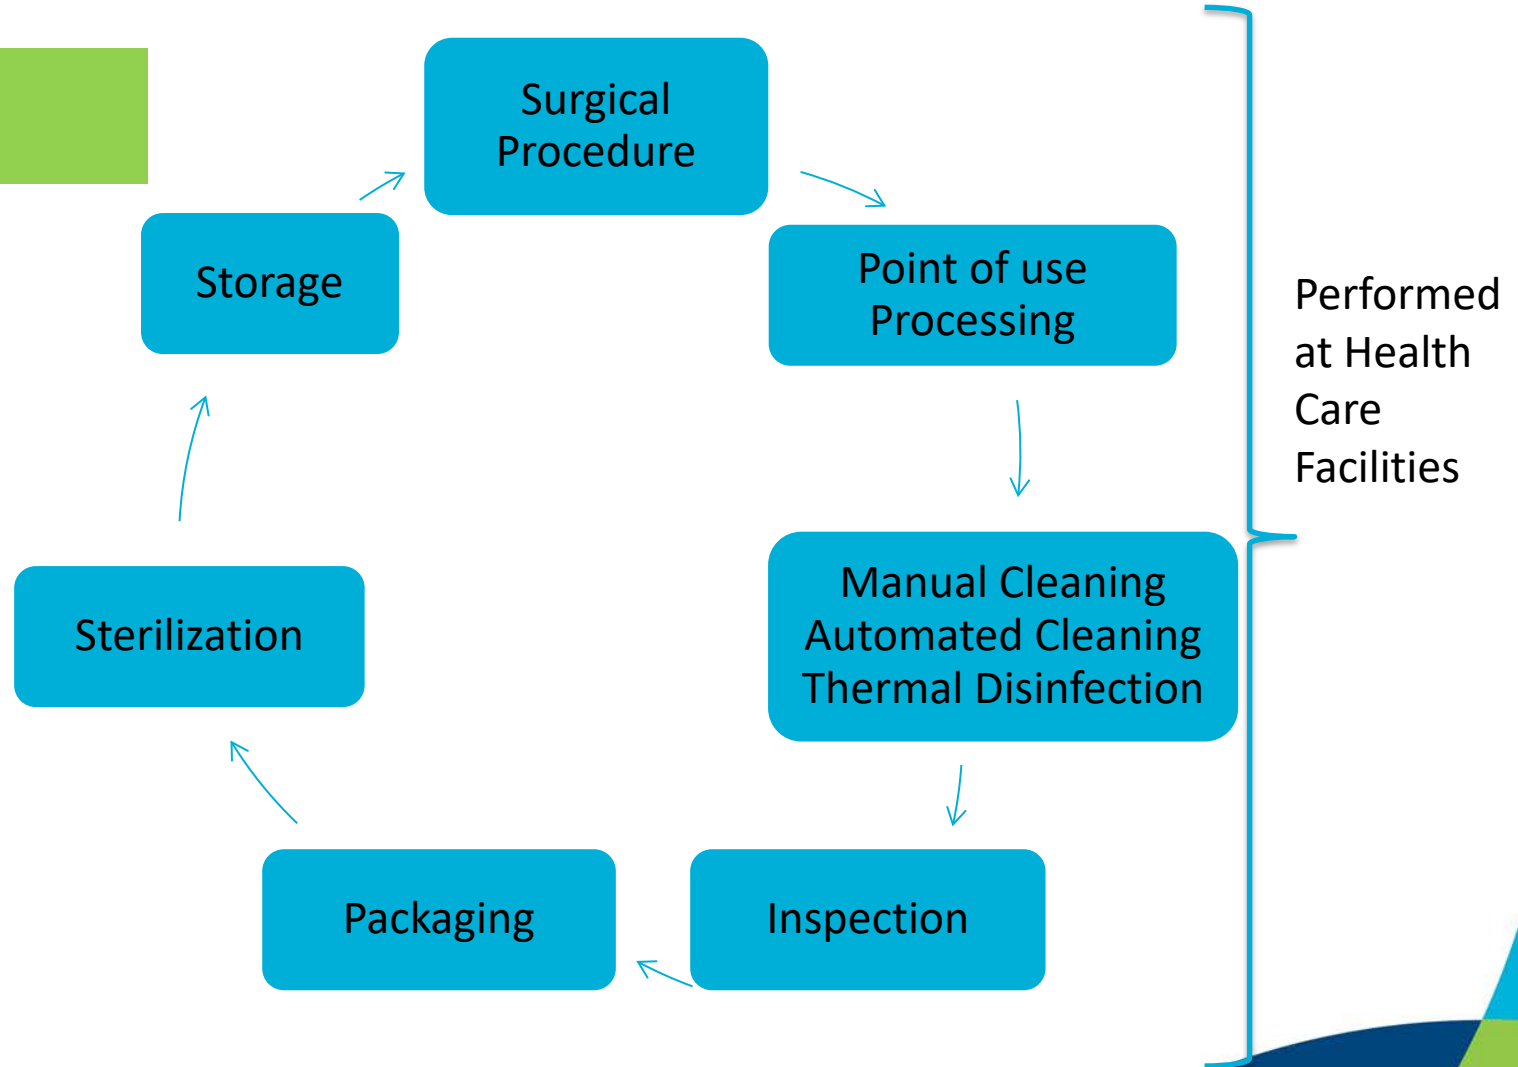 Surgical
Procedure
Point of use
Processing
Manual Cleaning
Automated Cleaning
Thermal Disinfection
Inspection
Packaging
Sterilization
Storage
Performed
at Health
Care
Facilities